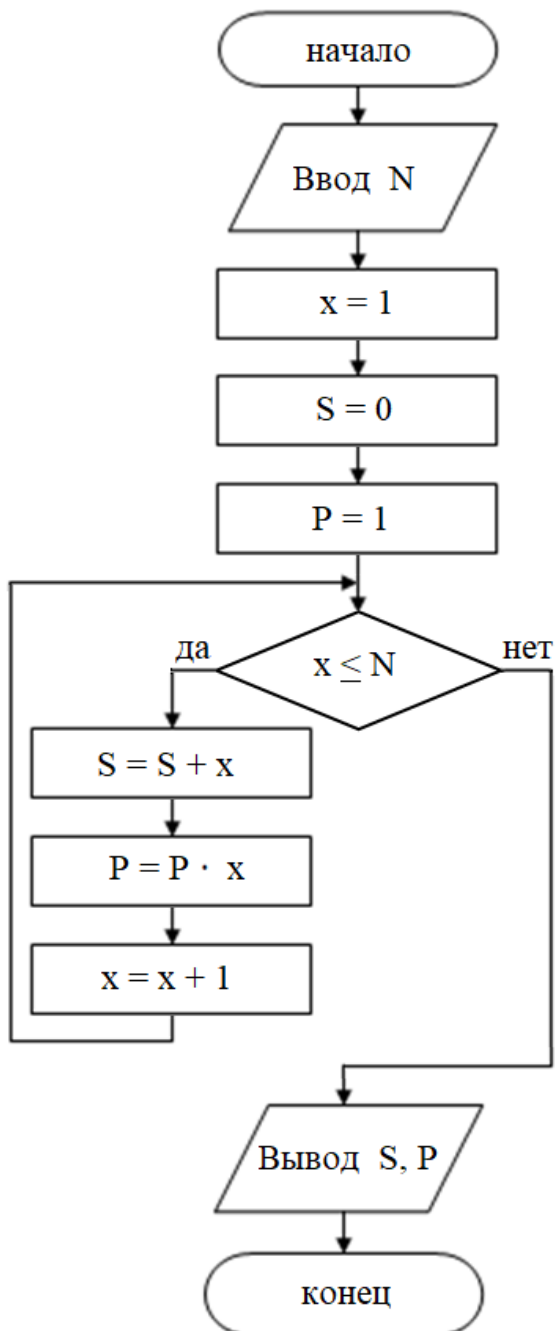 начало
Ввод N
x = 1
S = 0
P = 1
да
x ≤ N
нет
S = S + x
P = P · x
x = x + 1
Вывод S, P
конец